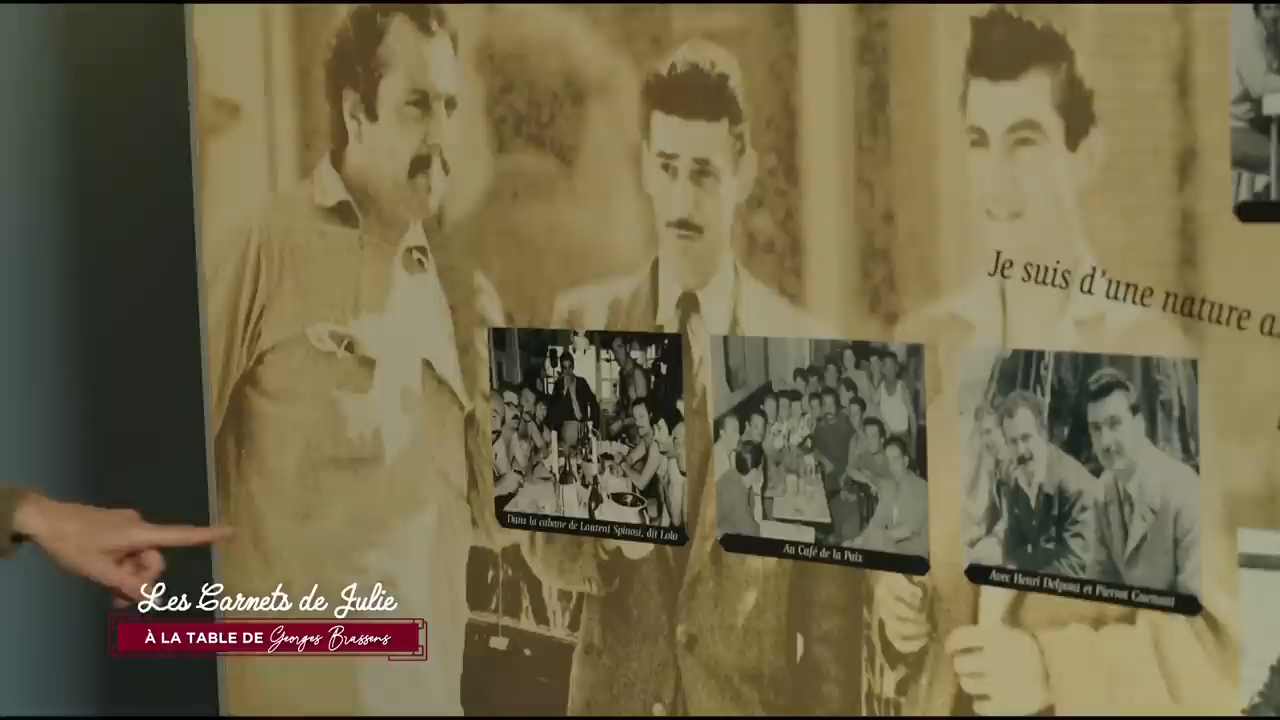 Je suis d'une nature a
Dans la cabane de Laurent Spinosi, dit Lolo
Au Café de la Paix
Avec Henri Delpont et Pierrot
Les Carnets de Julie
À LA TABLE DE Georges Brassens